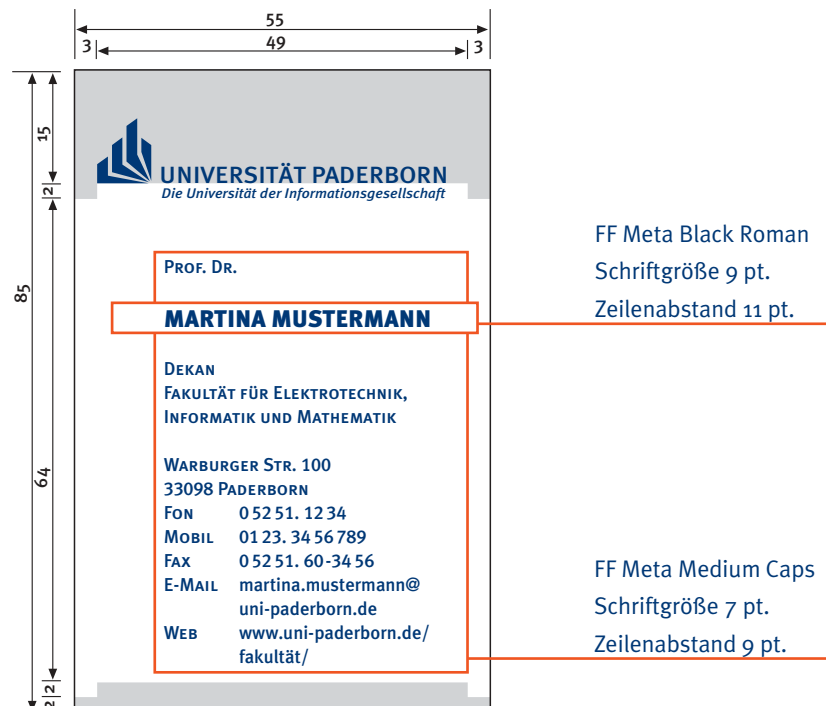 55
3 49 3
15
2
85
64
2
2
UNIVERSITÄT PADERBORN
Die Universität der Informationsgesellschaft
PROF. DR.
MARTINA MUSTERMANN
DEKAN
FAKULTÄT FÜR ELEKTROTECHNIK,
INFORMATIK UND MATHEMATIK
WARBURGER STR. 100
33098 PADERBORN
FON 0 52 51. 12 34
MOBIL 01 23. 34 56 789
FAX 0 52 51. 60-34 56
E-MAIL martina.mustermann@
uni-paderborn.de
WEB www.uni-paderborn.de/
fakultät/
FF Meta Black Roman
Schriftgröße 9 pt.
Zeilenabstand 11 pt.
FF Meta Medium Caps
Schriftgröße 7 pt.
Zeilenabstand 9 pt.